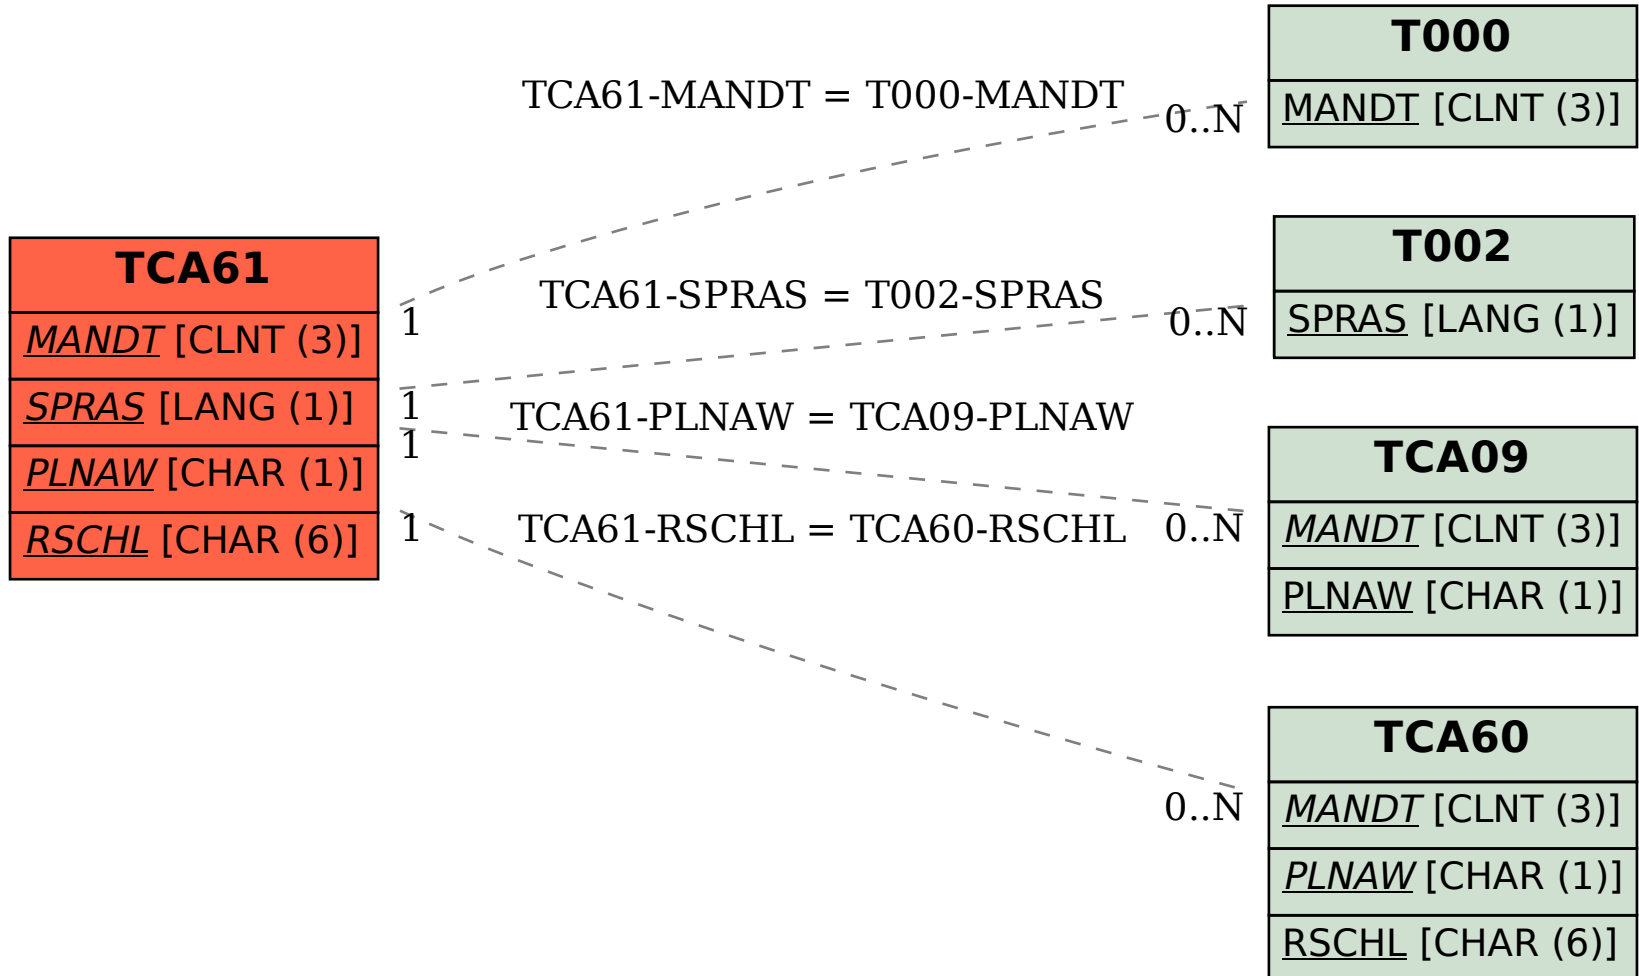 TCA61
MANDT [CLNT (3)]
SPRAS [LANG (1)]
PLNAW [CHAR (1)]
RSCHL [CHAR (6)]
TCA61-MANDT = T000-MANDT
1
0..N
TCA61-SPRAS = T002-SPRAS
1
0..N
TCA61-PLNAW = TCA09-PLNAW
1
0..N
TCA61-RSCHL = TCA60-RSCHL
1
0..N
T000
MANDT [CLNT (3)]
T002
SPRAS [LANG (1)]
TCA09
MANDT [CLNT (3)]
PLNAW [CHAR (1)]
TCA60
MANDT [CLNT (3)]
PLNAW [CHAR (1)]
RSCHL [CHAR (6)]